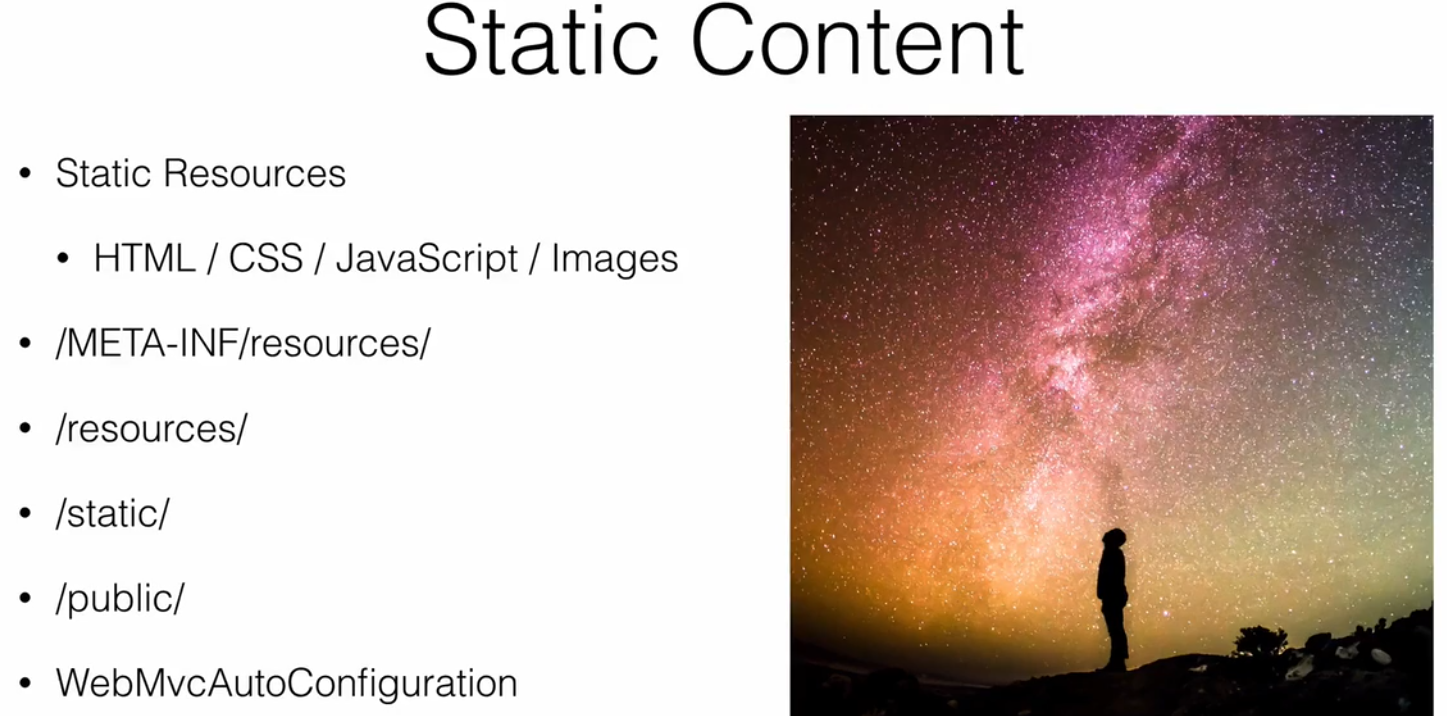 Static Content
• Static Resources
• HTML / CSS / JavaScript / Images
• /META-INF/resources/
• /resources/
• /static/
• /public/
• WebMvcAutoConfiguration